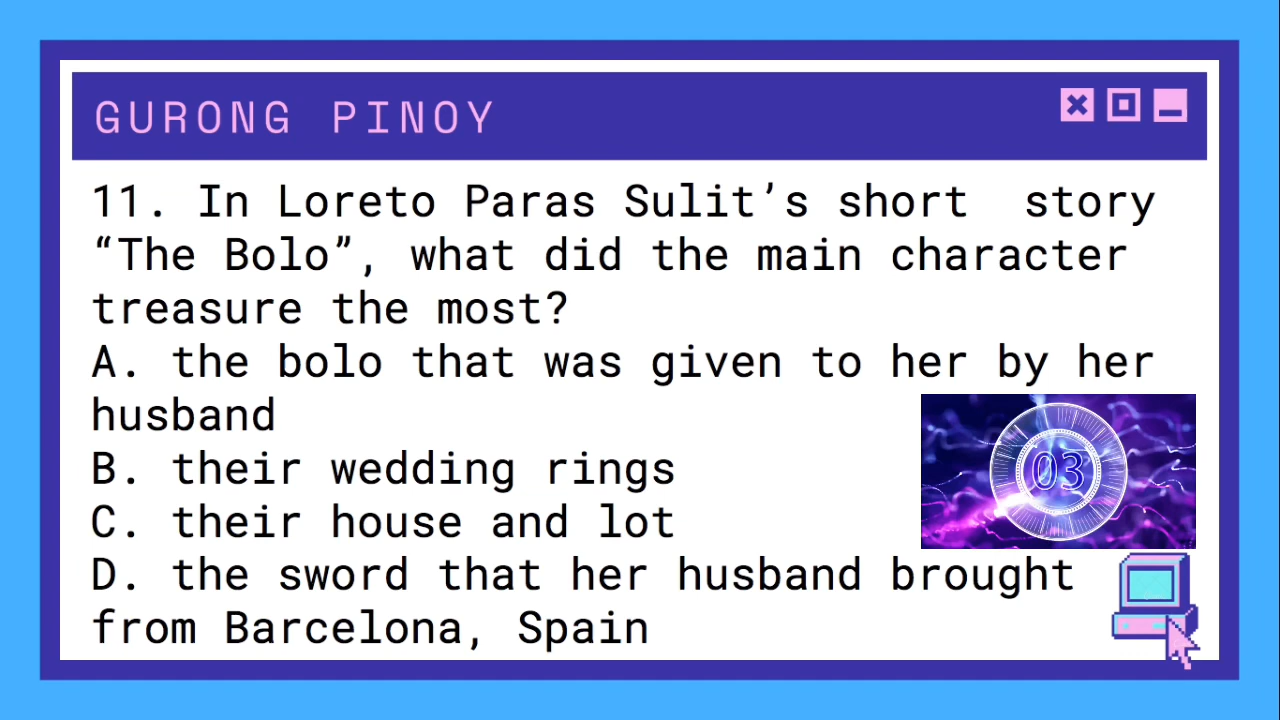 GURONG PINOY
11. In Loreto Paras Sulit’s short story
“The Bolo”, what did the main character
treasure the most?
A. the bolo that was given to her by her
husband
B. their wedding rings
03
C. their house and lot
D. the sword that her husband brought
from Barcelona, Spain